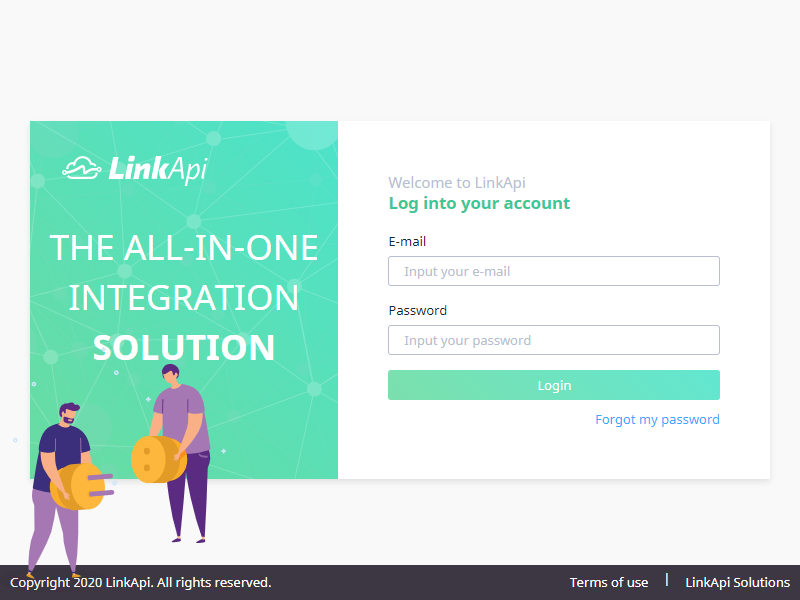 LinkApi
THE ALL-IN-ONE
INTEGRATION
SOLUTION
Welcome to LinkApi
Log into your account
E-mail
Input your e-mail
Password
Input your password
Login
Forgot my password
Copyright 2020 LinkApi. All rights reserved.
Terms of use | LinkApi Solutions